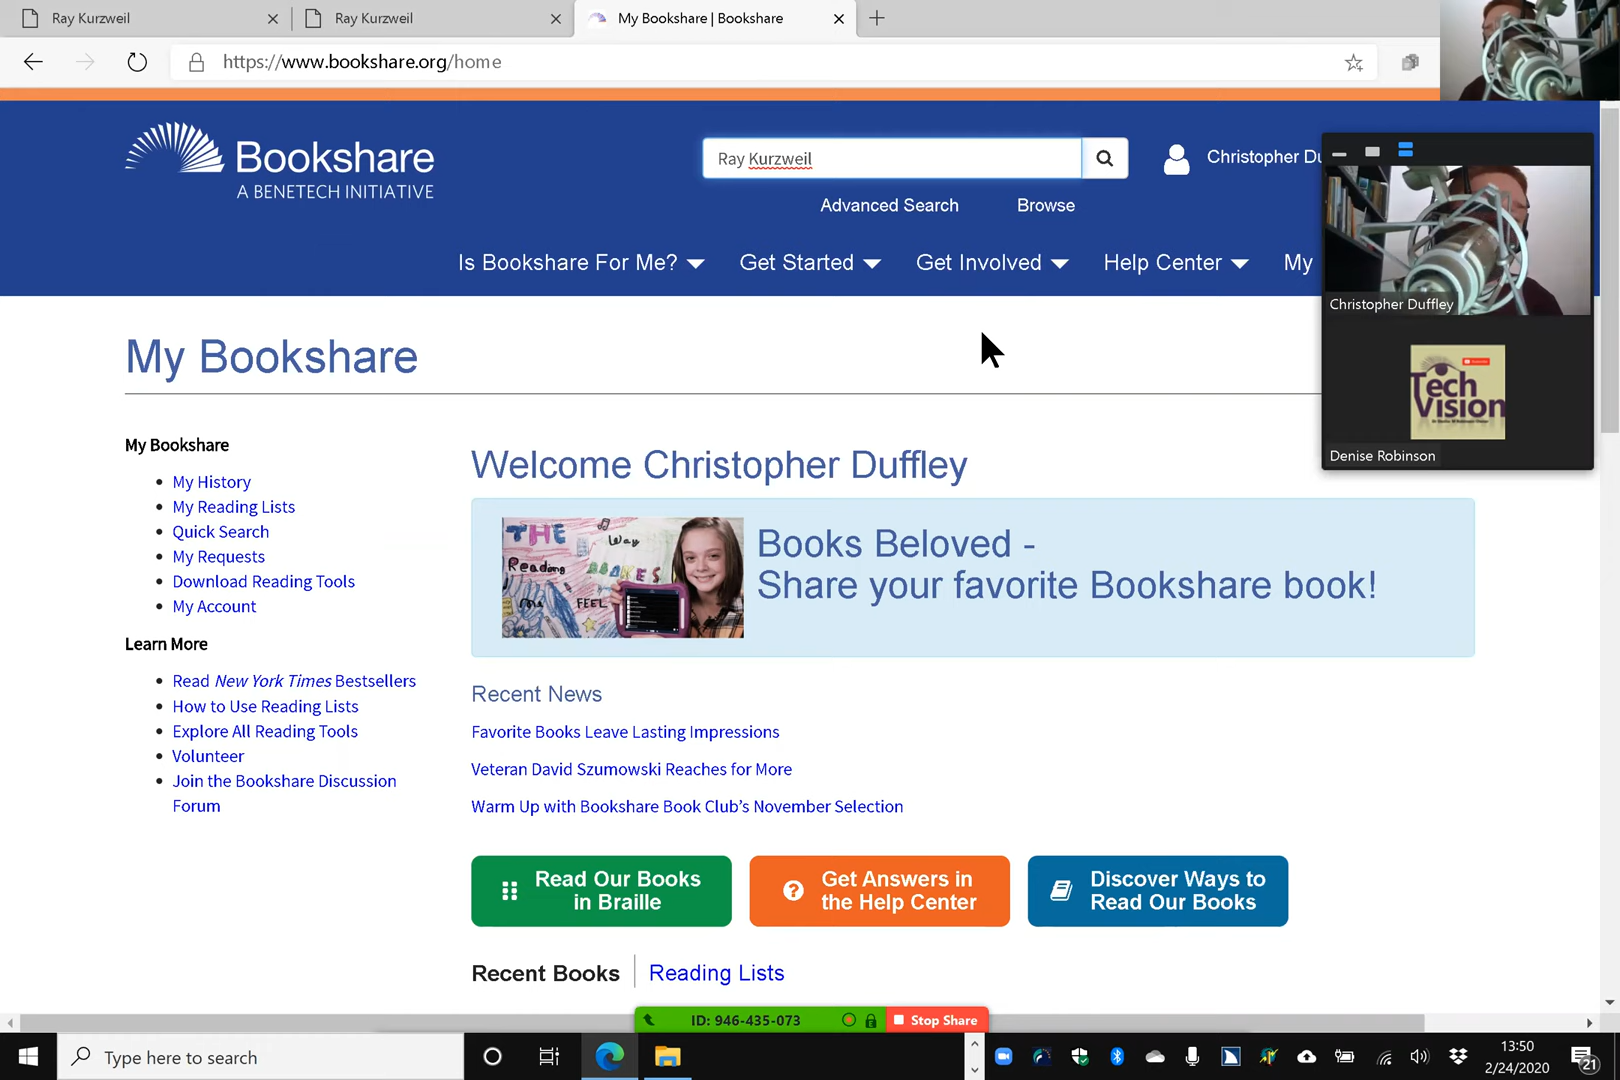 Ray Kurzweil
Ray Kurzweil
My Bookshare | Bookshare
https://www.bookshare.org/home
Bookshare
A BENETECH INITIATIVE
Ray Kurzweil
Christopher Du
Advanced Search
Browse
Is Bookshare For Me?
Get Started
Get Involved
Help Center
My
Christopher Duffley
Tech
Vision
Denise Robinson
My Bookshare
My Bookshare
My History
My Reading Lists
Quick Search
My Requests
Download Reading Tools
My Account
Learn More
Read New York Times Bestsellers
How to Use Reading Lists
Explore All Reading Tools
Volunteer
Join the Bookshare Discussion
Forum
Welcome Christopher Duffley
THE
Way
Reading
MAKES
me
FEEL
Books Beloved -
Share your favorite Bookshare book!
Recent News
Favorite Books Leave Lasting Impressions
Veteran David Szumowski Reaches for More
Warm Up with Bookshare Book Club's November Selection
Read Our Books
in Braille
Get Answers in
the Help Center
Discover Ways to
Read Our Books
Recent Books
Reading Lists
ID: 946-435-073
Stop Share
Type here to search
13:50
2/24/2020
21